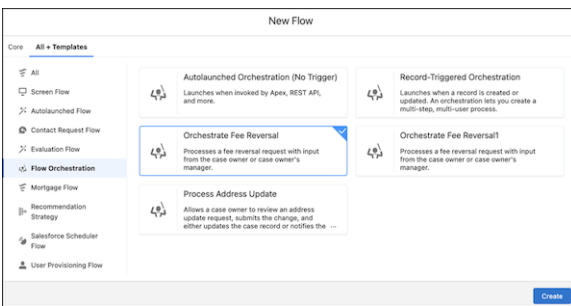 New Flow
Core All + Templates
All
Screen Flow
Autolaunched Flow
Contact Request Flow
Evaluation Flow
Flow Orchestration
Mortgage Flow
Recommendation
Strategy
Salesforce Scheduler
Flow
User Provisioning Flow
Autolaunched Orchestration (No Trigger)
Launches when invoked by Apex, REST API,
and more.
Record-Triggered Orchestration
Launches when a record is created or
updated. An orchestration lets you create a
multi-step, multi-user process.
Orchestrate Fee Reversal
Processes a fee reversal request with input
from the case owner or case owner's
manager.
Orchestrate Fee Reversal1
Processes a fee reversal request with input
from the case owner or case owner's
manager.
Process Address Update
Allows a case owner to review an address
update request, submits the change, and
either updates the case record or notifies the ...
Create